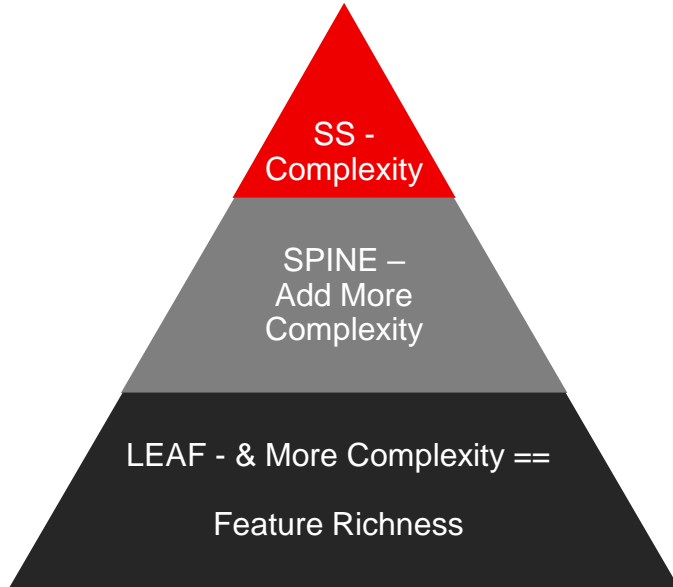 SS -
Complexity
SPINE –
Add More
Complexity
LEAF - & More Complexity ==
Feature Richness